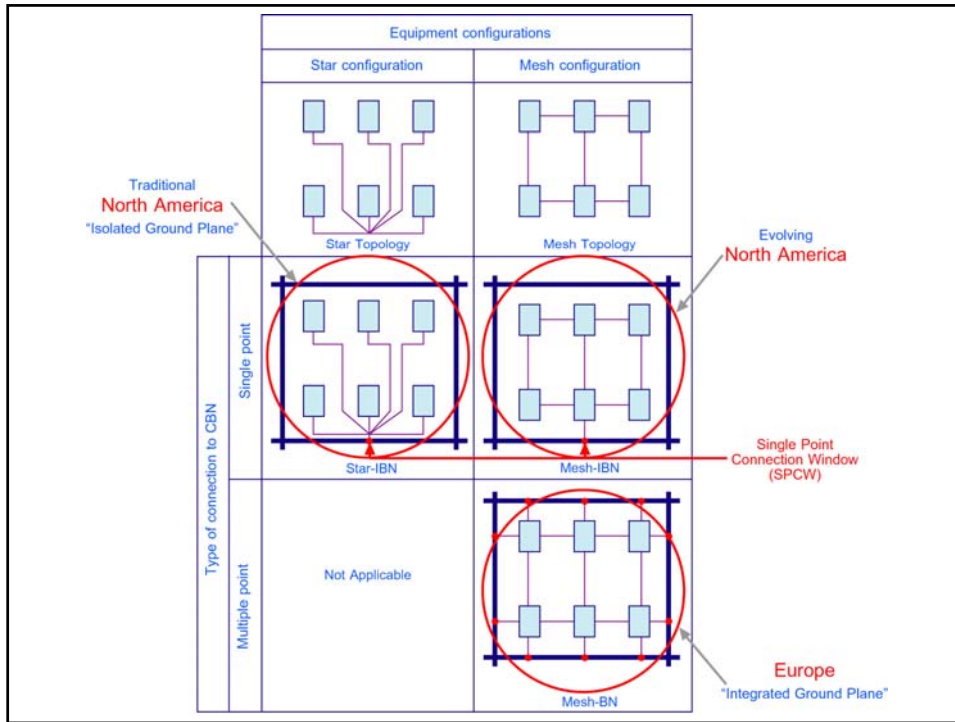 Equipment configurations
Star configuration
Mesh configuration
Traditional
North America
“Isolated Ground Plane”
Star Topology
Mesh Topology
Evolving
North America
Type of connection to CBN
Single point
Star-IBN
Mesh-IBN
Single Point
Connection Window
(SPCW)
Multiple point
Not Applicable
Mesh-BN
Europe
“Integrated Ground Plane”